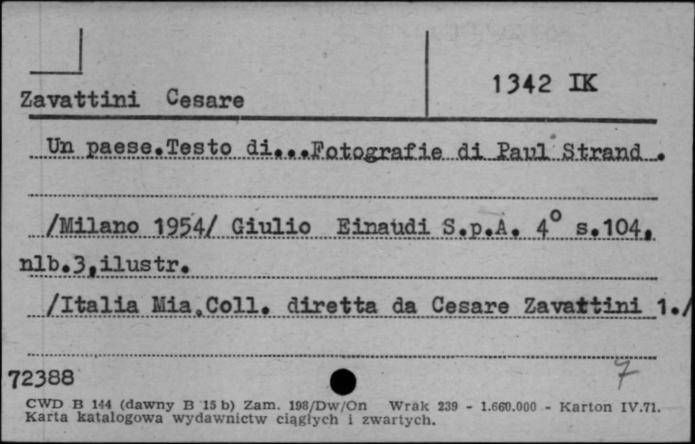 1342 IK
Zavattini Cesare
Un paese.Testo di...Fotografie di Paul Strand.
/Milano 1954/ Giulio Einaudi S.p.A. 4° s.104,
nlb.3,ilustr.
/Italia Mia.Coll. diretta da Cesare Zavattini 1./
7
72388
CWD B 144 (dawny B 15 b) Zam. 198/Dw/On Wrak 239 - 1.660.000 - Karton IV.71.
Karta katalogowa wydawnictw ciągłych i zwartych.